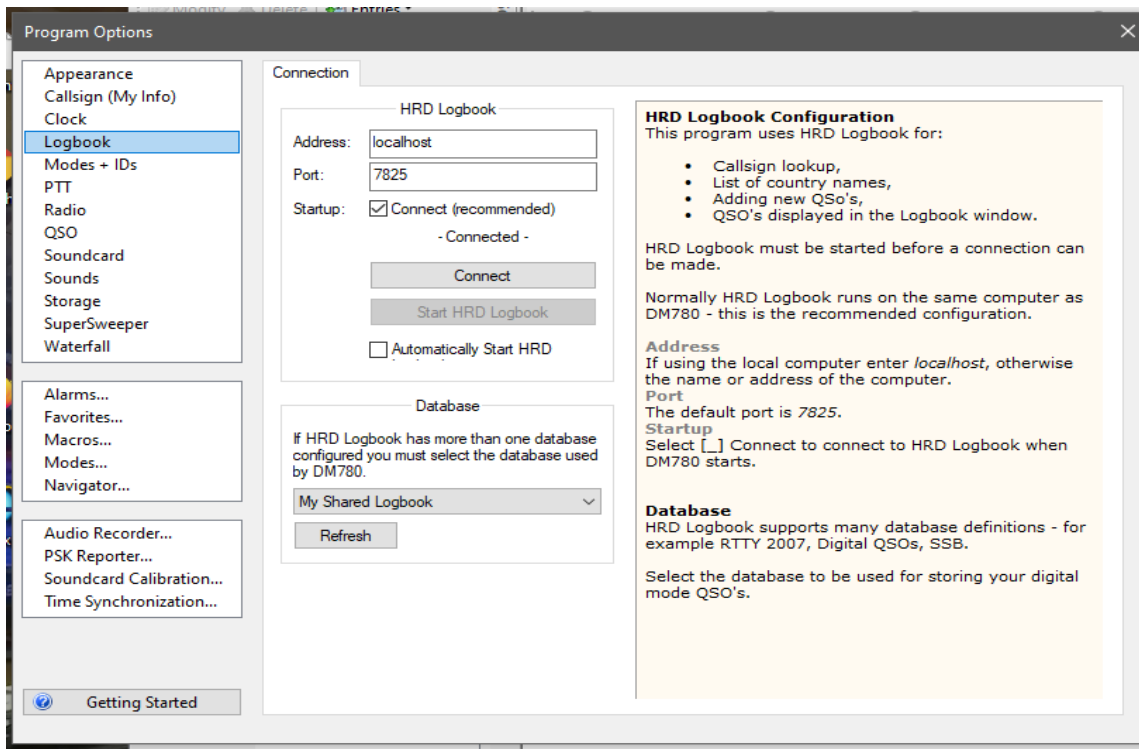 Modify Delete Entries
Program Options
Appearance
Callsign (My Info)
Clock
Logbook
Modes + IDs
PTT
Radio
QSO
Soundcard
Sounds
Storage
SuperSweeper
Waterfall
Alarms...
Favorites...
Macros...
Modes...
Navigator...
Audio Recorder...
PSK Reporter...
Soundcard Calibration...
Time Synchronization...
Getting Started
Connection
HRD Logbook
Address: localhost
Port: 7825
Startup: Connect (recommended)
- Connected -
Connect
Start HRD Logbook
Automatically Start HRD
Database
If HRD Logbook has more than one database
configured you must select the database used
by DM780.
My Shared Logbook
Refresh
HRD Logbook Configuration
This program uses HRD Logbook for:
• Callsign lookup,
• List of country names,
• Adding new QSo's,
• QSO's displayed in the Logbook window.
HRD Logbook must be started before a connection can
be made.
Normally HRD Logbook runs on the same computer as
DM780 - this is the recommended configuration.
Address
If using the local computer enter localhost, otherwise
the name or address of the computer.
Port
The default port is 7825.
Startup
Select [_] Connect to connect to HRD Logbook when
DM780 starts.
Database
HRD Logbook supports many database definitions - for
example RTTY 2007, Digital QSOs, SSB.
Select the database to be used for storing your digital
mode QSO's.